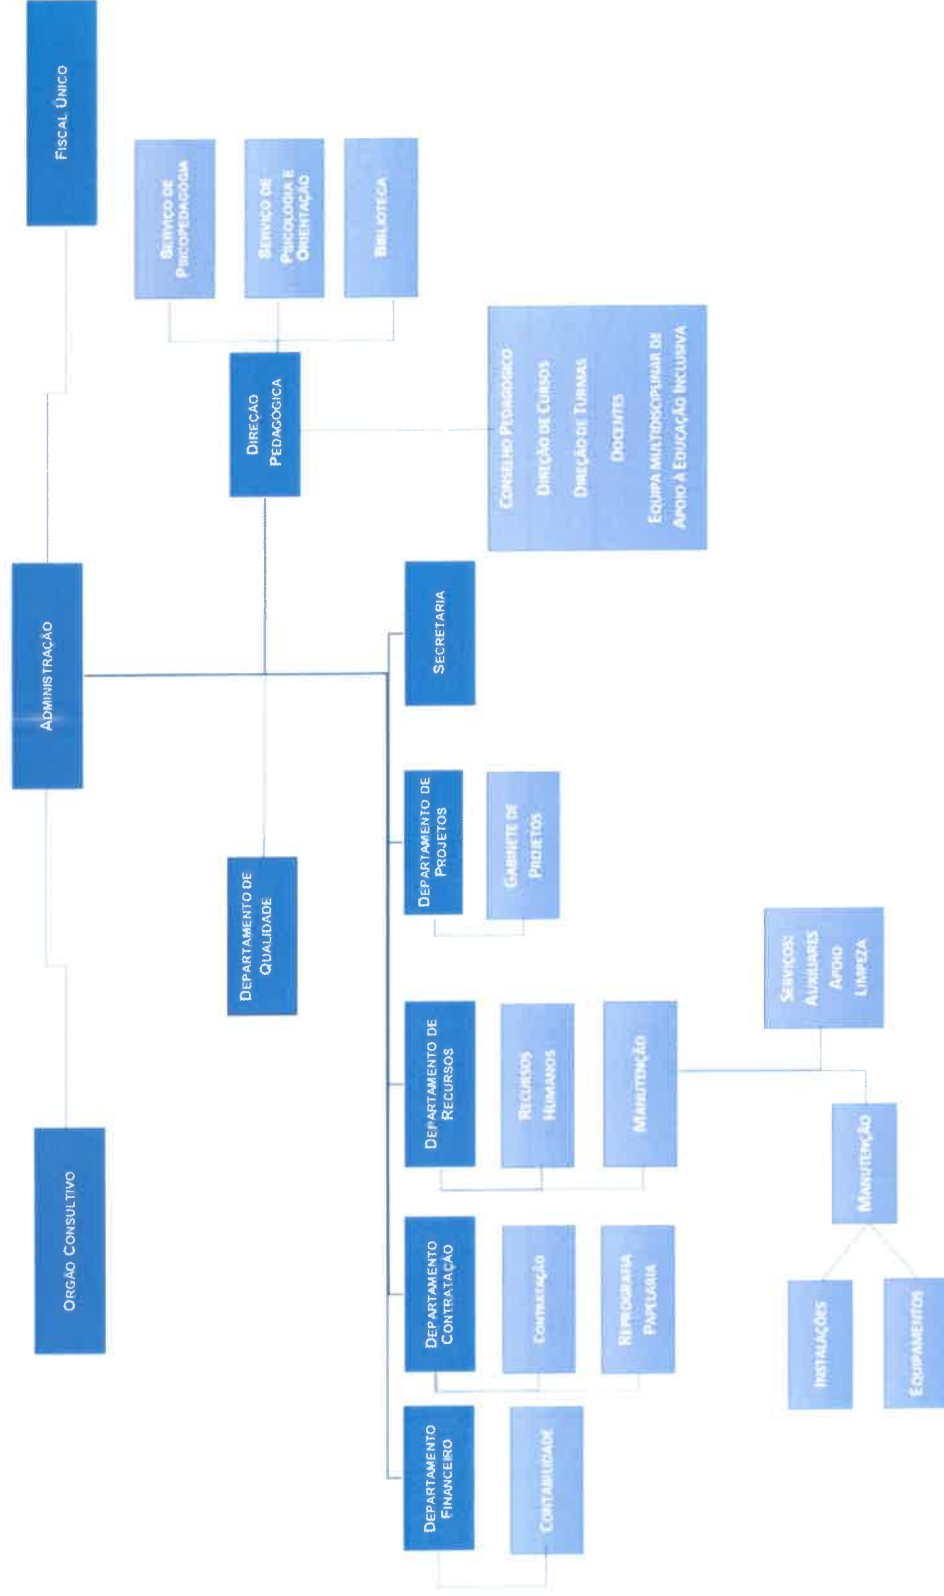 ORGÃO CONSULTIVO
ADMINISTRAÇÃO
FISCAL ÚNICO
DEPARTAMENTO DE
QUALIDADE
DIREÇÃO
PEDAGÓGICA
SERVIÇO DE
PSICOPEDAGOGIA
SERVIÇO DE
PSICOLOGIA E
ORIENTAÇÃO
BIBLIOTECA
DEPARTAMENTO
FINANCEIRO
CONTABILIDADE
DEPARTAMENTO
CONTRATAÇÃO
CONTRATAÇÃO
REPROGRAFIA
PAPELARIA
DEPARTAMENTO DE
RECURSOS
RECURSOS
HUMANOS
MANUTENÇÃO
DEPARTAMENTO DE
PROJETOS
GABINETE DE
PROJETOS
SECRETARIA
CONSELHO PEDAGÓGICO
DIREÇÃO DE CURSOS
DIREÇÃO DE TURMAS
DOCENTES
EQUIPA MULTIDISCIPLINAR DE
APOIO À EDUCAÇÃO INCLUSIVA
SERVIÇOS:
AUXILIARES
APOIO
LIMPEZA
MANUTENÇÃO
INSTALAÇÕES
EQUIPAMENTOS